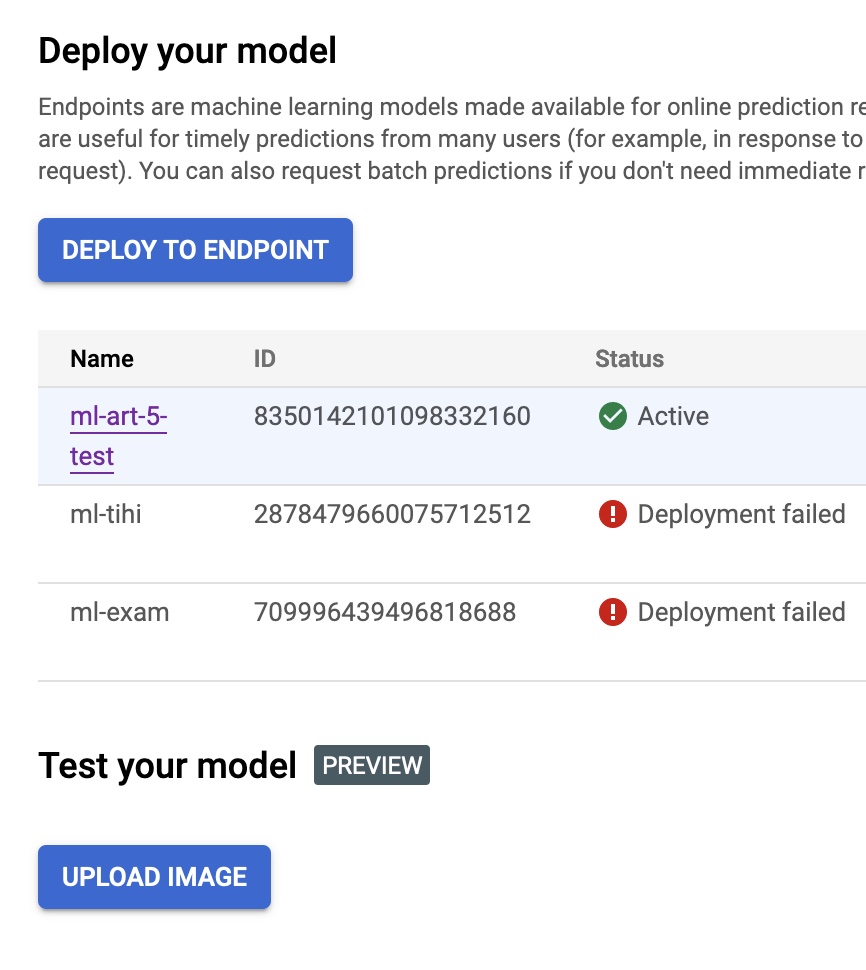 Deploy your model
Endpoints are machine learning models made available for online prediction re
are useful for timely predictions from many users (for example, in response to
request). You can also request batch predictions if you don't need immediate r
DEPLOY TO ENDPOINT
Name ID Status
ml-art-5- 8350142101098332160 Active
test
ml-tihi 2878479660075712512 Deployment failed
ml-exam 709996439496818688 Deployment failed
Test your model PREVIEW
UPLOAD IMAGE